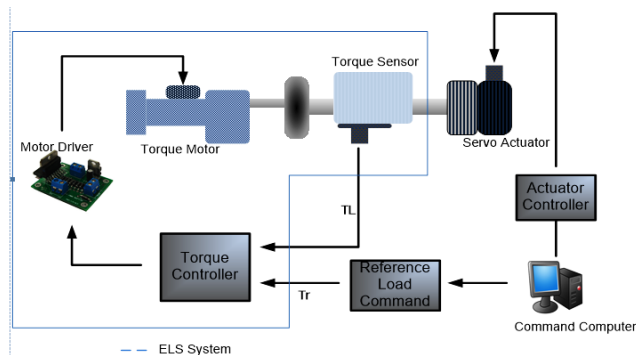 Torque Sensor
Motor Driver
Torque Motor
Servo Actuator
TL
Actuator
Controller
Torque
Controller
Tr
Reference
Load
Command
Command Computer
ELS System